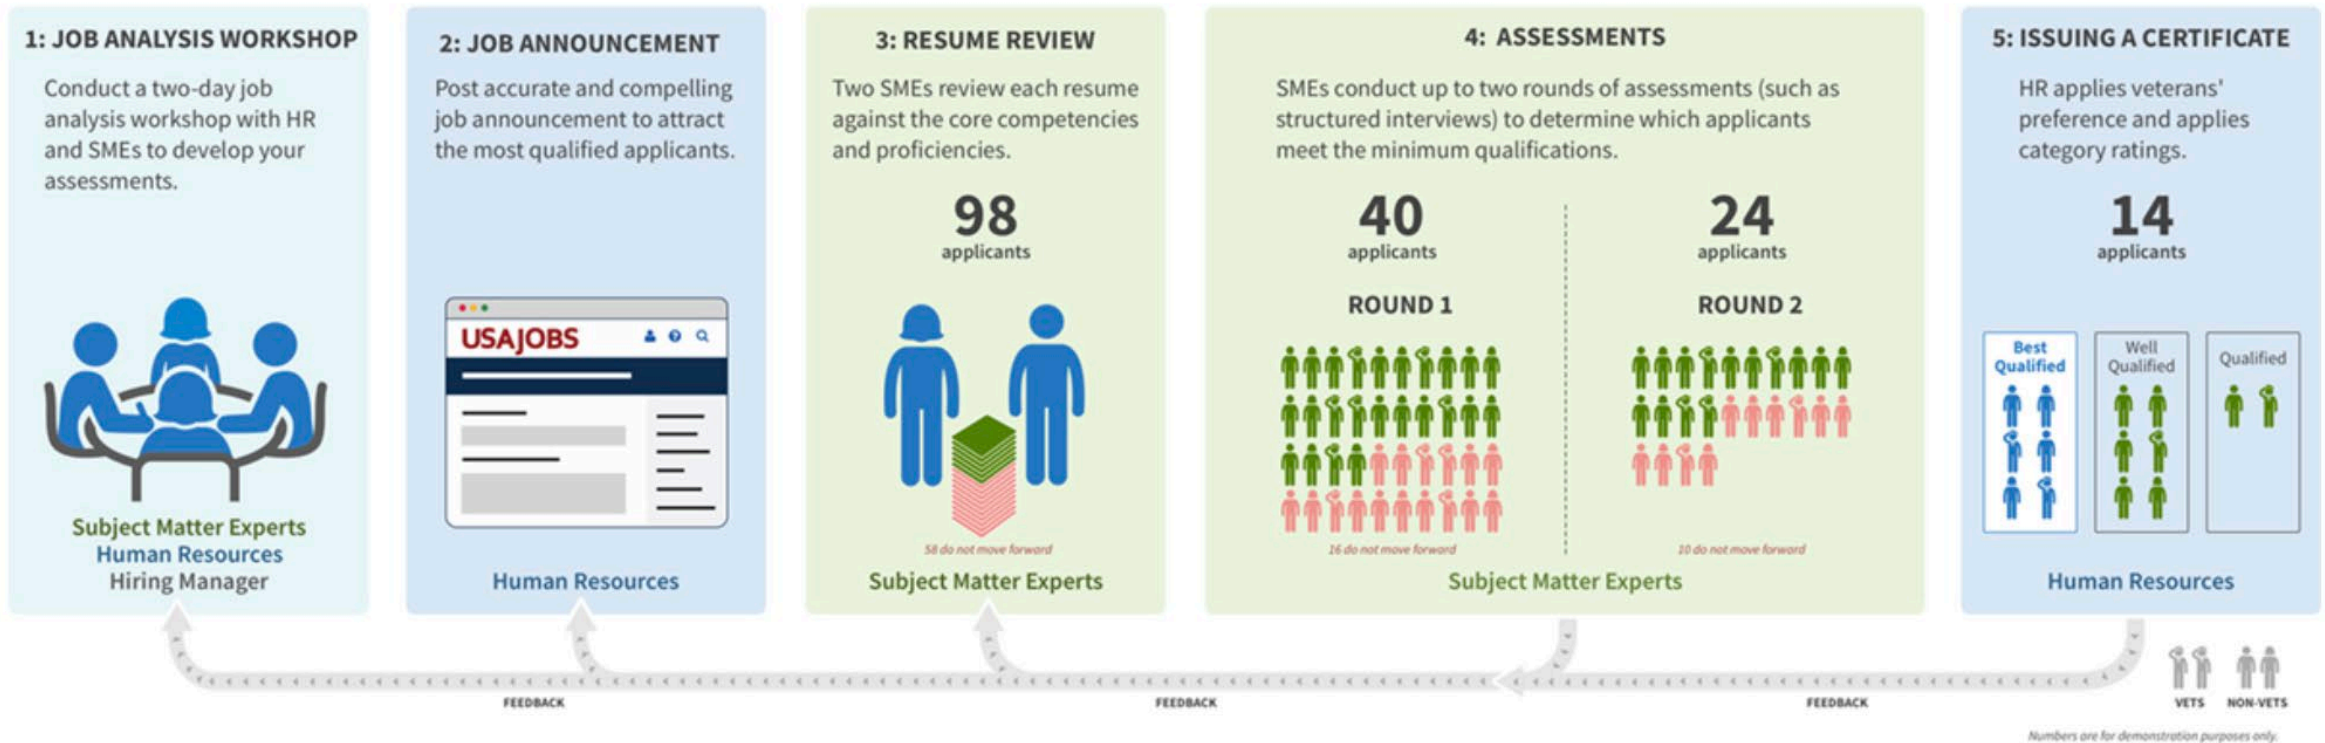 1: JOB ANALYSIS WORKSHOP
Conduct a two-day job
analysis workshop with HR
and SMEs to develop your
assessments.
Subject Matter Experts
Human Resources
Hiring Manager
2: JOB ANNOUNCEMENT
Post accurate and compelling
job announcement to attract
the most qualified applicants.
USAJOBS
Human Resources
3: RESUME REVIEW
Two SMEs review each resume
against the core competencies
and proficiencies.
98
applicants
58 do not move forward
Subject Matter Experts
4: ASSESSMENTS
SMEs conduct up to two rounds of assessments (such as
structured interviews) to determine which applicants
meet the minimum qualifications.
40
applicants
ROUND 1
16 do not move forward
24
applicants
ROUND 2
10 do not move forward
Subject Matter Experts
5: ISSUING A CERTIFICATE
HR applies veterans'
preference and applies
category ratings.
14
applicants
Best
Qualified
Well
Qualified
Qualified
Human Resources
FEEDBACK
FEEDBACK
FEEDBACK
VETS
NON-VETS
Numbers are for demonstration purposes only.